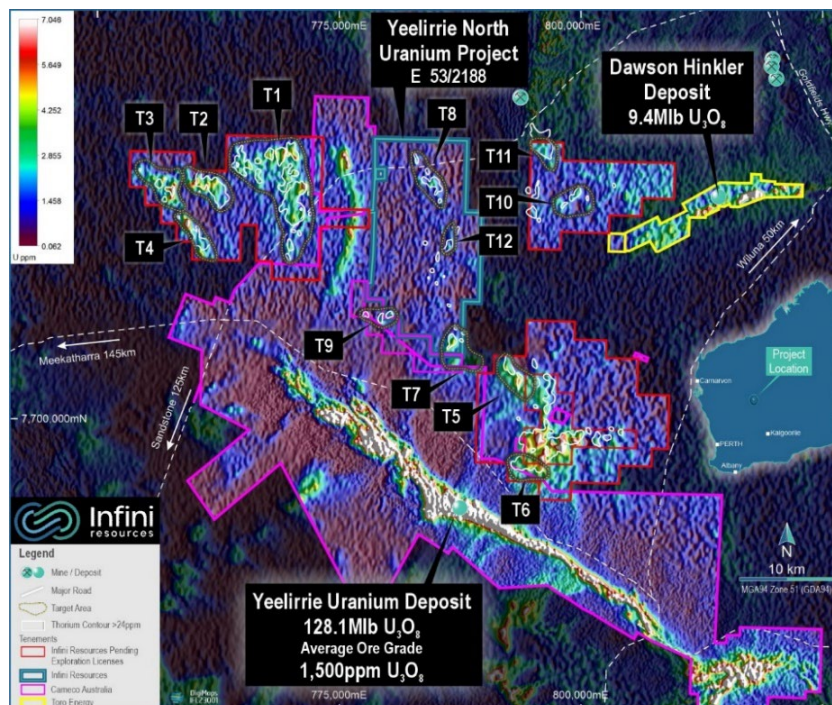 7.048
5.649
4.252
2.855
1.458
0.062
U ppm
775,000mE
800,000mE
Yeelirrie North
Uranium Project
E 53/2188
Dawson Hinkler
Deposit
9.4Mlb U₃O₈
Goldfields Hwy
T1
T2
T3
T4
T8
T11
T10
T12
T9
T7
T5
T6
Wiluna 50km
Meekatharra 145km
Sandstone 125km
7,700,000mN
Project
Location
Carnarvon
Kalgoorlie
PERTH
Albany
N
10 km
MGA94 Zone 51 (GDA94)
Infini
resources
Legend
Mine / Deposit
Major Road
Target Area
Thorium Contour >24ppm
Tenements
Infini Resources Pending
Exploration Licenses
Infini Resources
Cameco Australia
Toro Energy
Yeelirrie Uranium Deposit
128.1Mlb U₃O₈
Average Ore Grade
1,500ppm U₃O₈
775,000mE
800,000mE
DigMaps